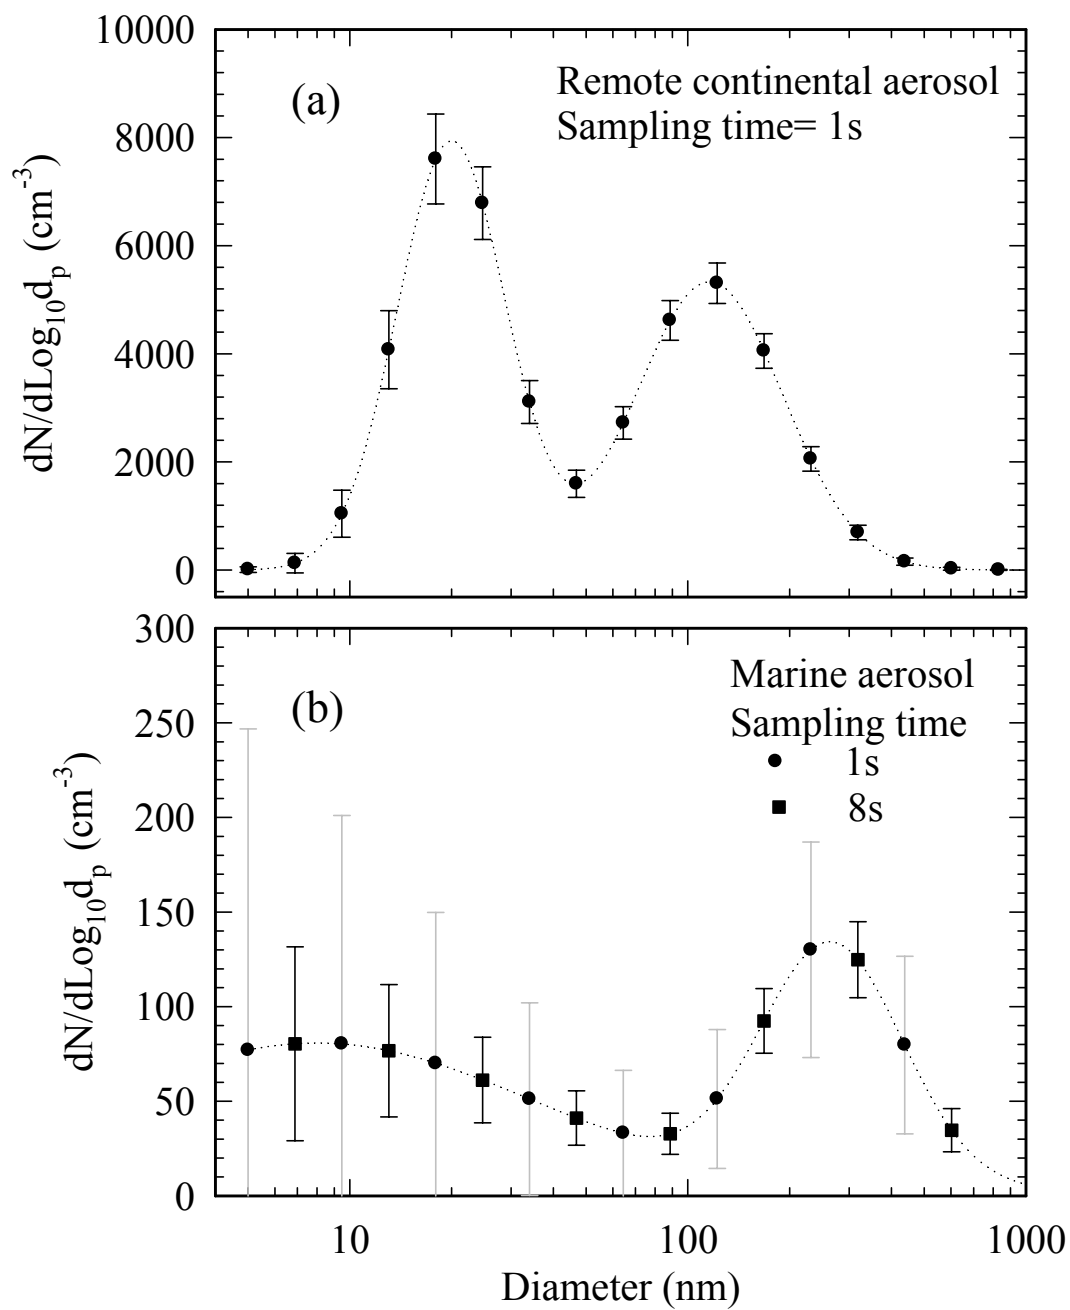 10000
8000
6000
4000
2000
0
dN/dLog10dp (cm-3)
(a)
Remote continental aerosol
Sampling time= 1s
300
250
200
150
100
50
0
dN/dLog10dp (cm-3)
(b)
Marine aerosol
Sampling time
1s
8s
10 100 1000
Diameter (nm)